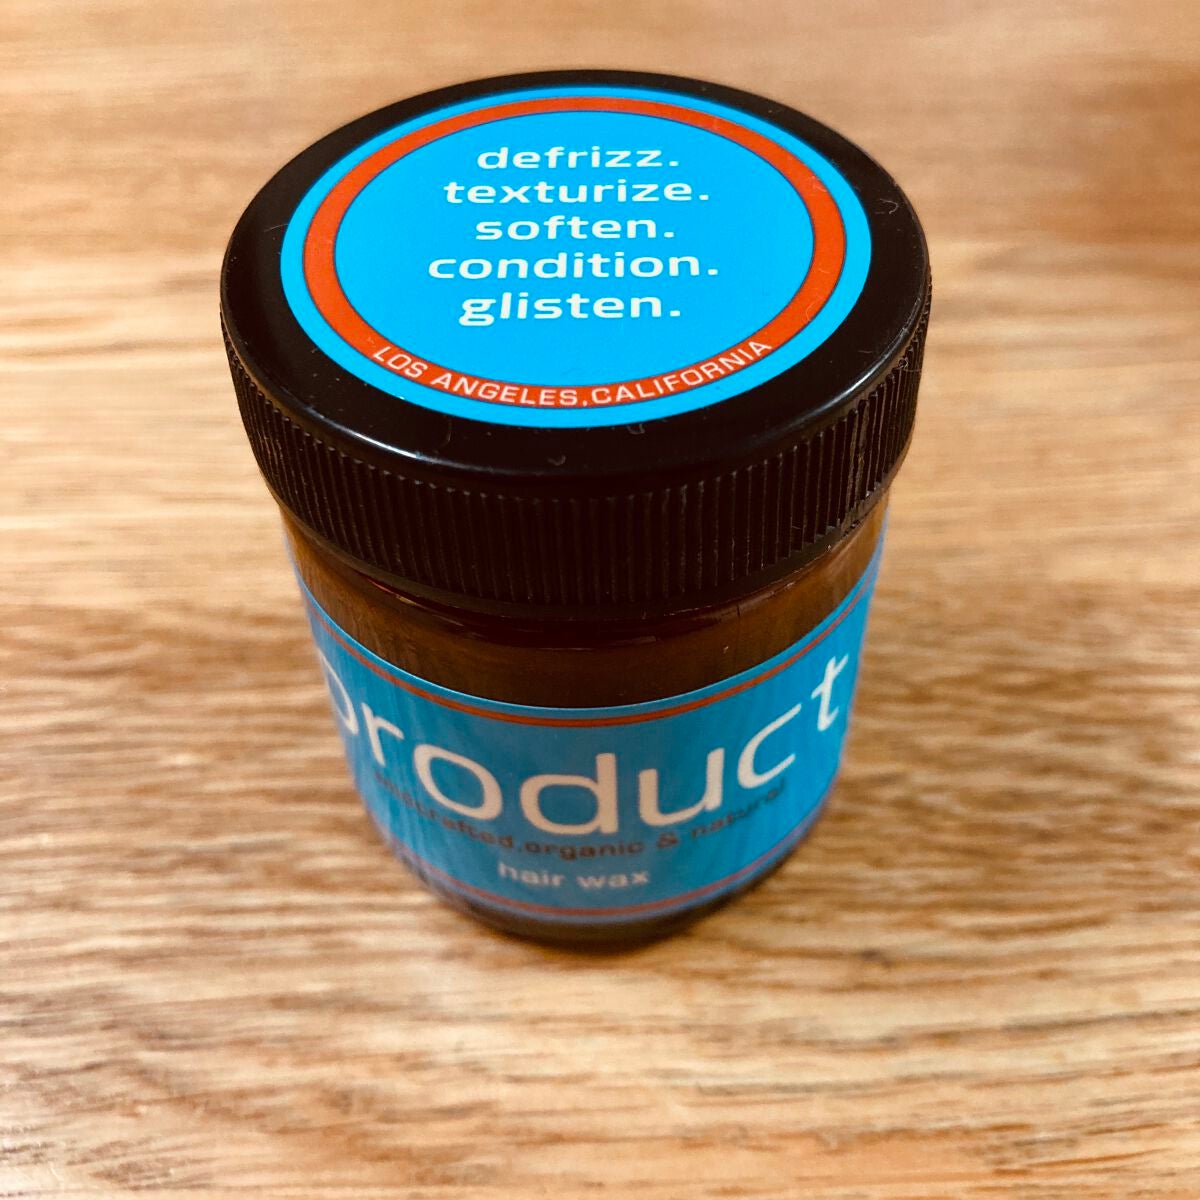 defrizz.
texturize.
soften.
condition.
glisten.
LOS ANGELES,CALIFORNIA
product
organic & natural
hair wax